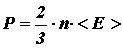 P = 2/3 · n · < E >